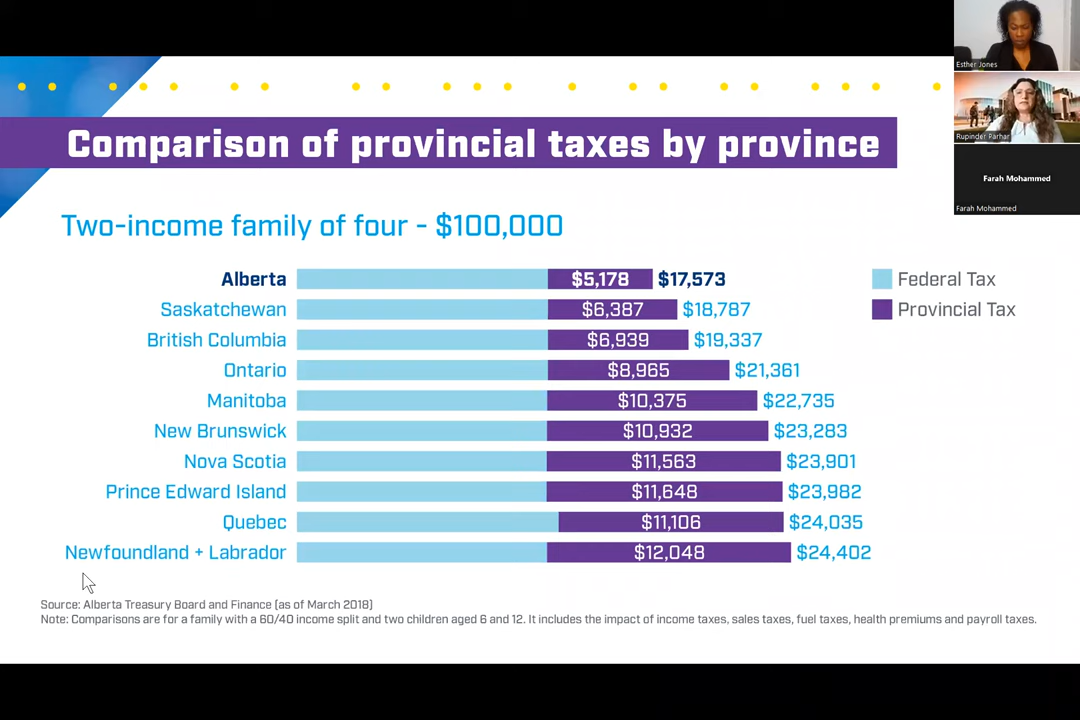 Comparison of provincial taxes by province
Two-income family of four - $100,000
Alberta $5,178 $17,573
Saskatchewan $6,387 $18,787
British Columbia $6,939 $19,337
Ontario $8,965 $21,361
Manitoba $10,375 $22,735
New Brunswick $10,932 $23,283
Nova Scotia $11,563 $23,901
Prince Edward Island $11,648 $23,982
Quebec $11,106 $24,035
Newfoundland + Labrador $12,048 $24,402
Federal Tax
Provincial Tax
Source: Alberta Treasury Board and Finance (as of March 2018)
Note: Comparisons are for a family with a 60/40 income split and two children aged 6 and 12. It includes the impact of income taxes, sales taxes, fuel taxes, health premiums and payroll taxes.
Esther Jones
Rupinder Parhar
Farah Mohammed
Farah Mohammed